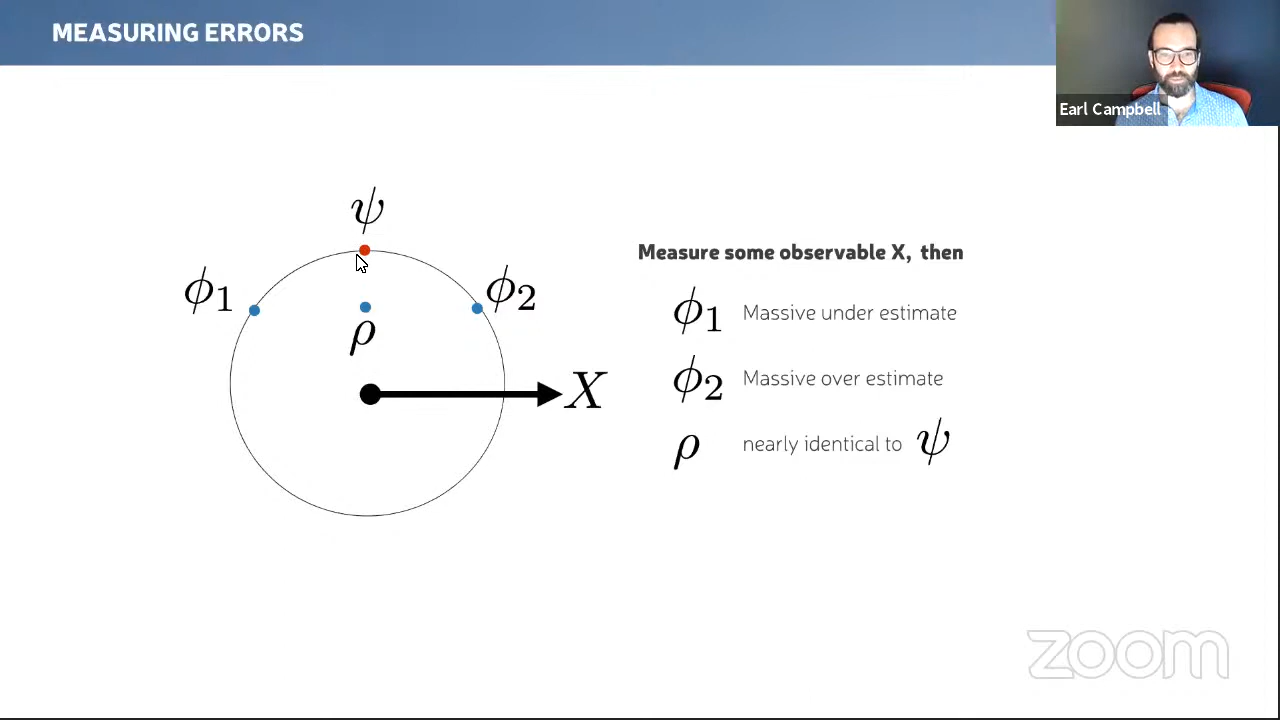 MEASURING ERRORS
Earl Campbell
ψ
ϕ₁
ϕ₂
ρ
X
Measure some observable X, then
ϕ₁ Massive under estimate
ϕ₂ Massive over estimate
ρ nearly identical to ψ
zoom